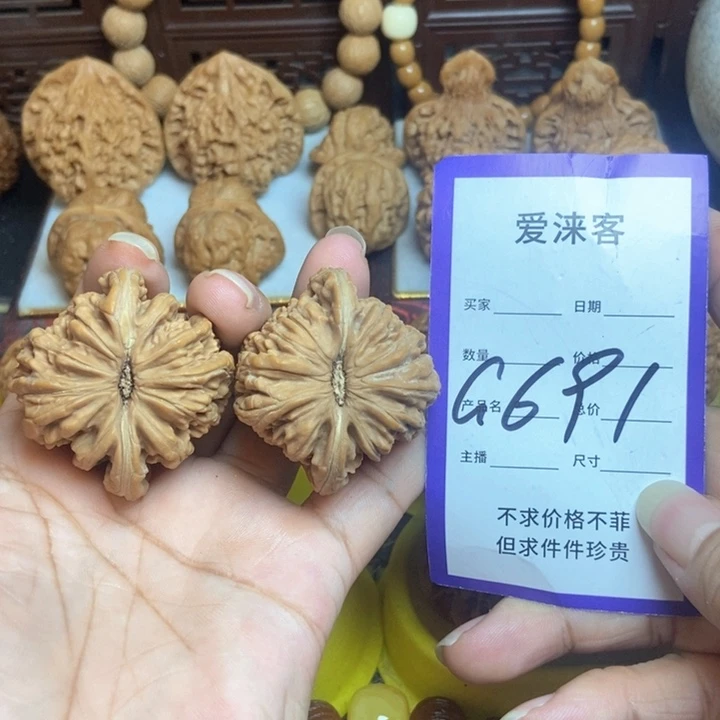 爱涞客
买家 日期
数量 价格
产品名 总价
G691
主播 尺寸
不求价格不菲
但求件件珍贵